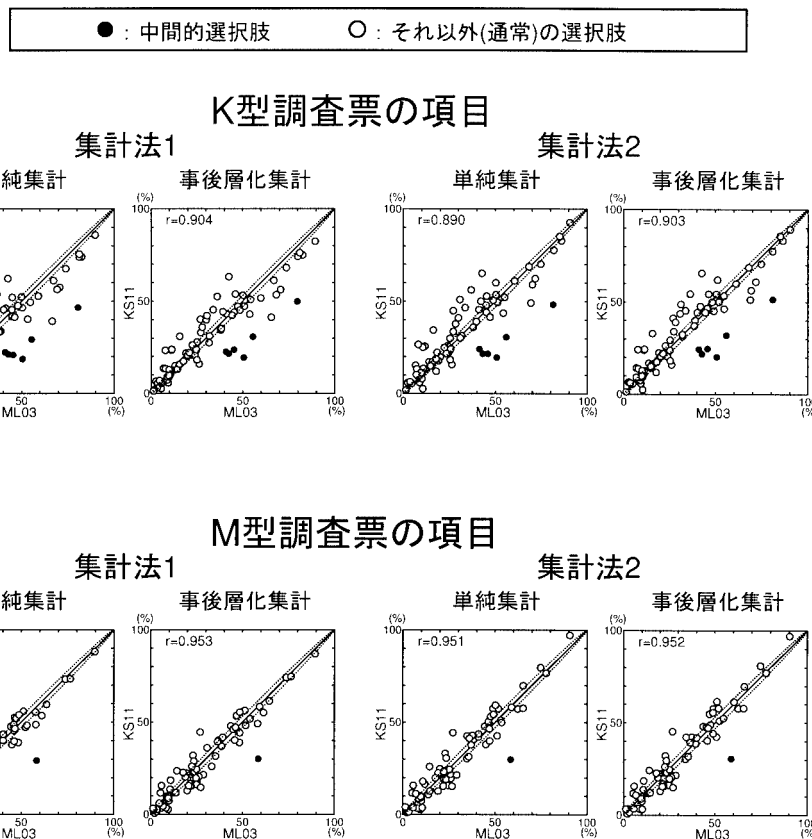 ● : 中間的選択肢 ○ : それ以外(通常)の選択肢
K型調査票の項目
集計法1 集計法2
純集計 事後層化集計 単純集計 事後層化集計
(%) (%) (%)
100 100 100
r=0.904 r=0.890 r=0.903
KS11 KS11 KS11
50 50 50
50 100 0 50 100 0 50 100 0 50 100
ML03 (%) ML03 (%) ML03 (%) ML03 (%)
M型調査票の項目
集計法1 集計法2
純集計 事後層化集計 単純集計 事後層化集計
(%) (%) (%)
100 100 100
r=0.953 r=0.951 r=0.952
KS11 KS11 KS11
50 50 50
50 100 0 50 100 0 50 100 0 50 100
ML03 (%) ML03 (%) ML03 (%) ML03 (%)